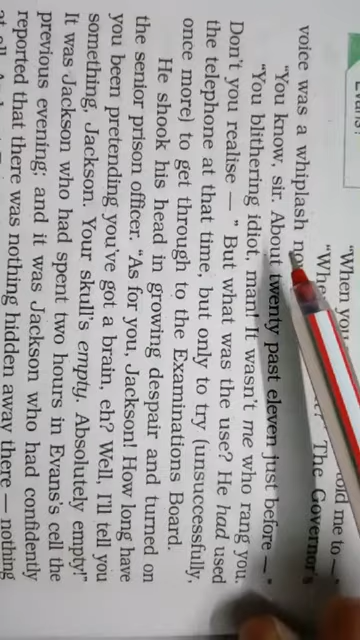 EVANS
"When you told me to —"
"Whe The Governor's
voice was a whiplash
"You know, sir. About twenty past eleven just before — "
"You blithering idiot, man! It wasn't me who rang you.
Don't you realise — " But what was the use? He had used
the telephone at that time, but only to try (unsuccessfully,
once more) to get through to the Examinations Board.
He shook his head in growing despair and turned on
the senior prison officer. "As for you, Jackson! How long have
you been pretending you've got a brain, eh? Well, I'll tell you
something, Jackson. Your skull's empty. Absolutely empty!"
It was Jackson who had spent two hours in Evans's cell the
previous evening; and it was Jackson who had confidently
reported that there was nothing hidden away there — nothing
at all.